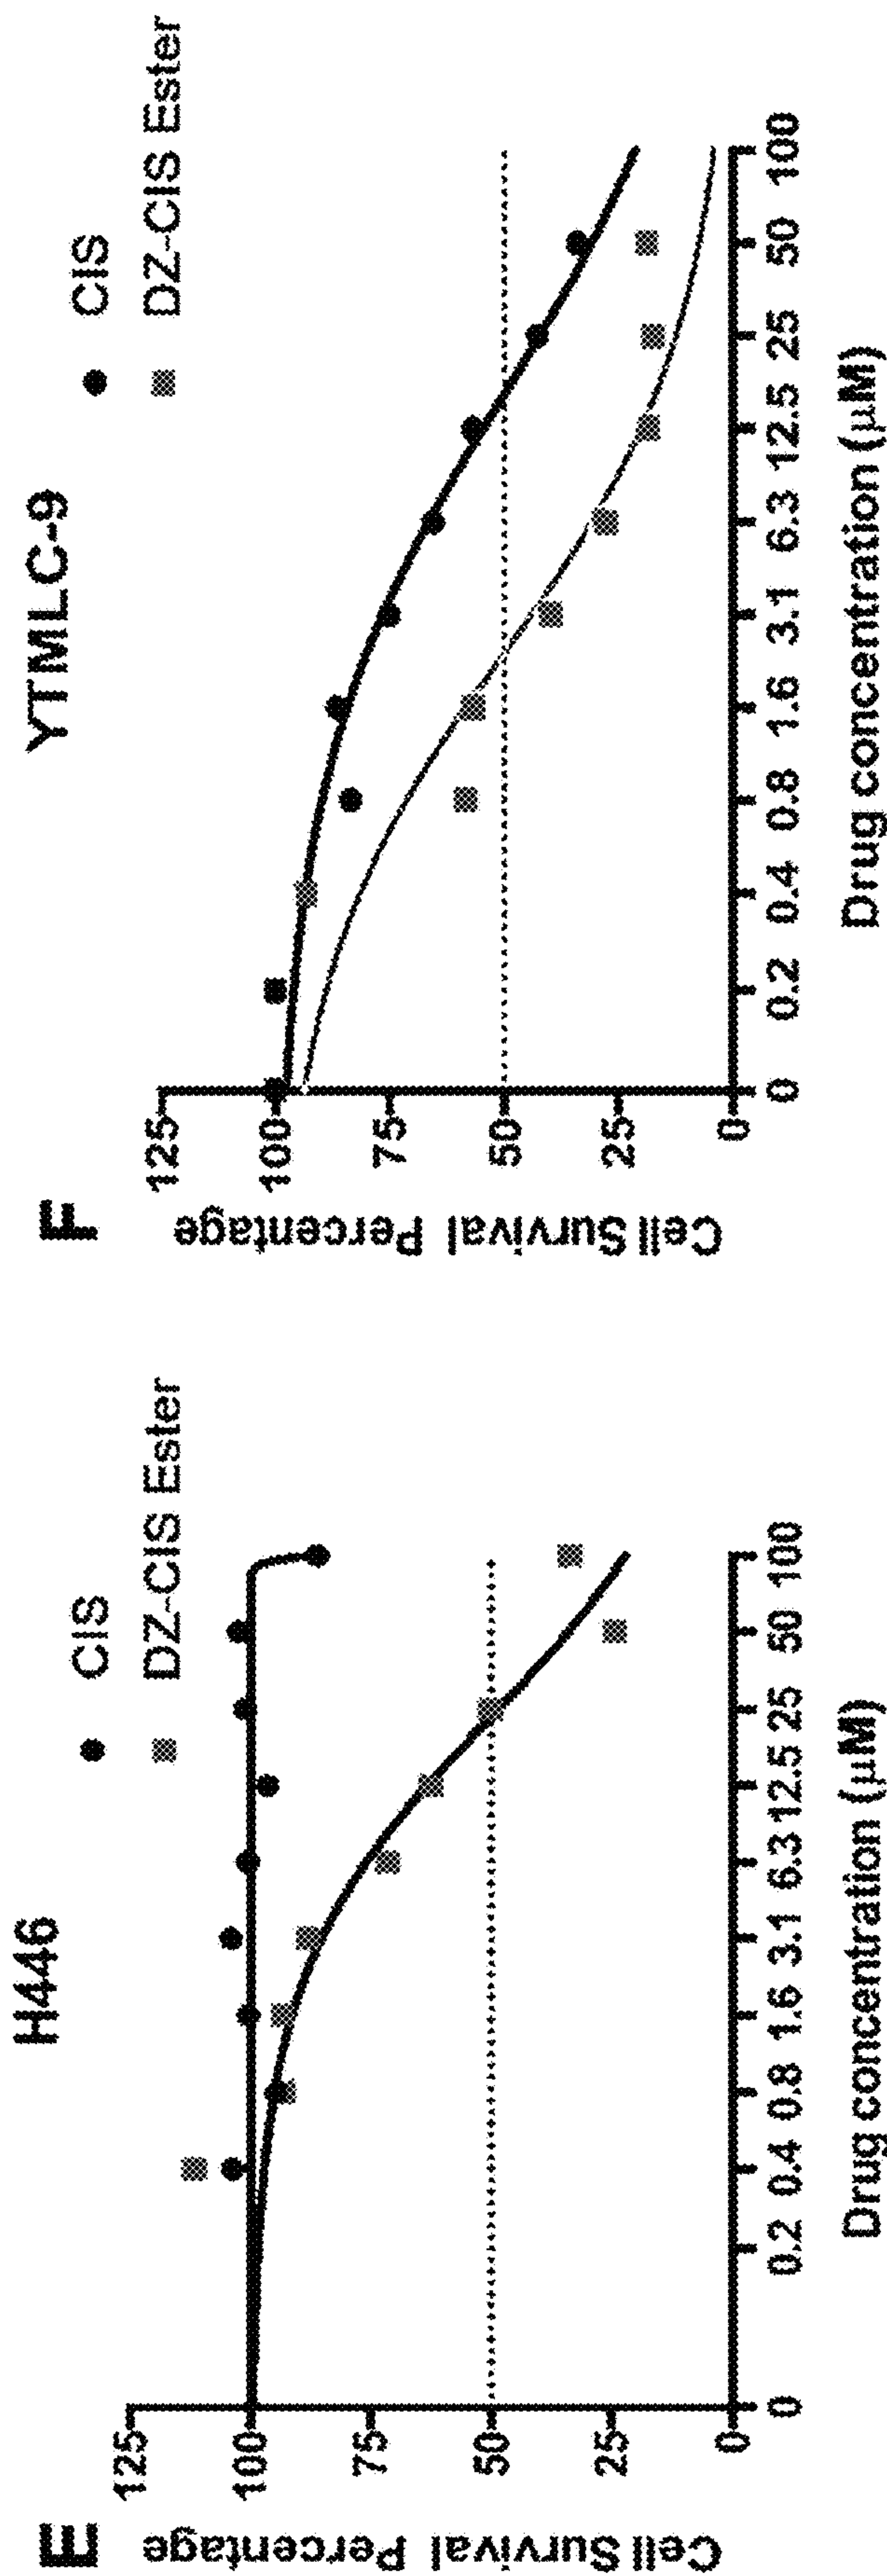 E
H446
CIS
DZ-CIS Ester
Cell Survival Percentage
125
100
75
50
25
0
0 0.2 0.4 0.8 1.6 3.1 6.3 12.5 25 50 100
Drug concentration (µM)
F
YTMLC-9
CIS
DZ-CIS Ester
Cell Survival Percentage
125
100
75
50
25
0
0 0.2 0.4 0.8 1.6 3.1 6.3 12.5 25 50 100
Drug concentration (µM)